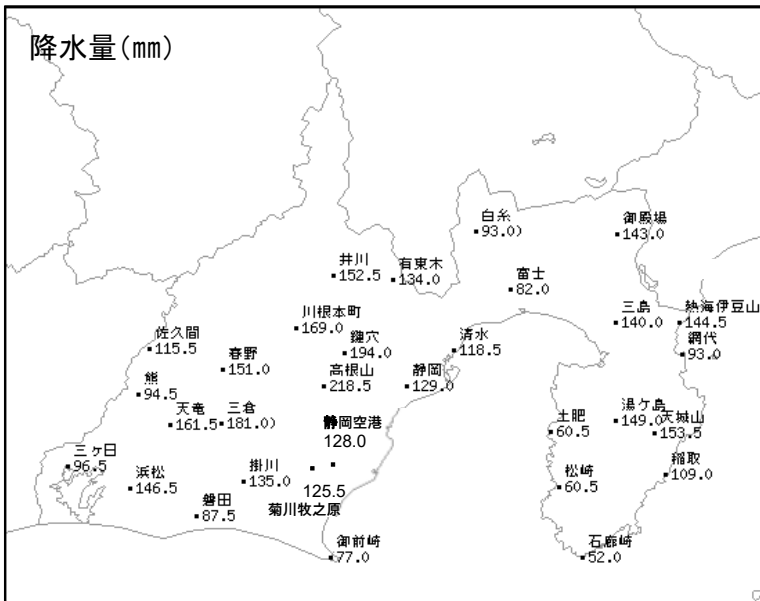 降水量(mm)
白糸
93.0)
御殿場
143.0
井川
152.5
有東木
134.0
富士
82.0
川根本町
169.0
三島
140.0
熱海伊豆山
144.5
佐久間
115.5
鍵穴
194.0
清水
118.5
網代
93.0
春野
151.0
高根山
218.5
静岡
129.0
熊
94.5
天竜
161.5
三倉
181.0)
静岡空港
128.0
土肥
60.5
湯ケ島
149.0
天城山
153.5
三ヶ日
96.5
浜松
146.5
掛川
135.0
125.5
菊川牧之原
松崎
60.5
稲取
109.0
磐田
87.5
御前崎
77.0
石廊崎
52.0